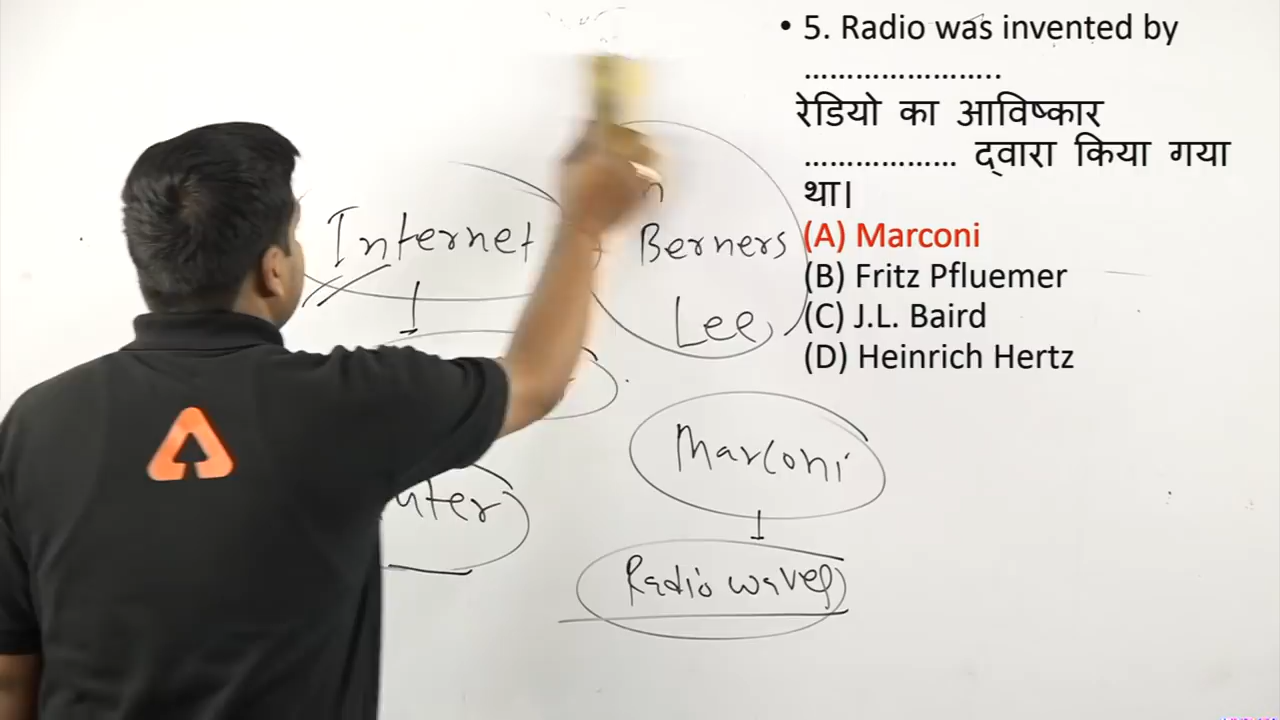 • 5. Radio was invented by
…………………..
रेडियो का आविष्कार
……………… द्वारा किया गया
था।
(A) Marconi
(B) Fritz Pfluemer
(C) J.L. Baird
(D) Heinrich Hertz
Internet
Berners
Lee
Marconi
Radio waves